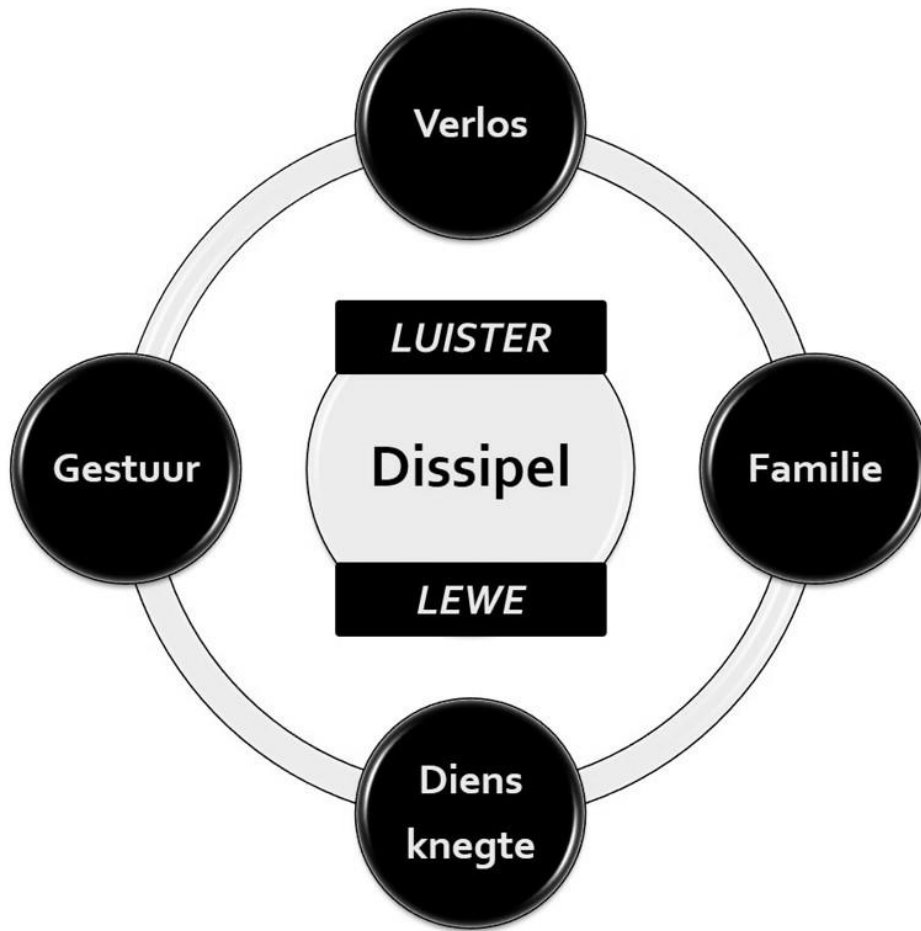 Verlos
LUISTER
Gestuur
Dissipel
Familie
LEWE
Diens
knegte